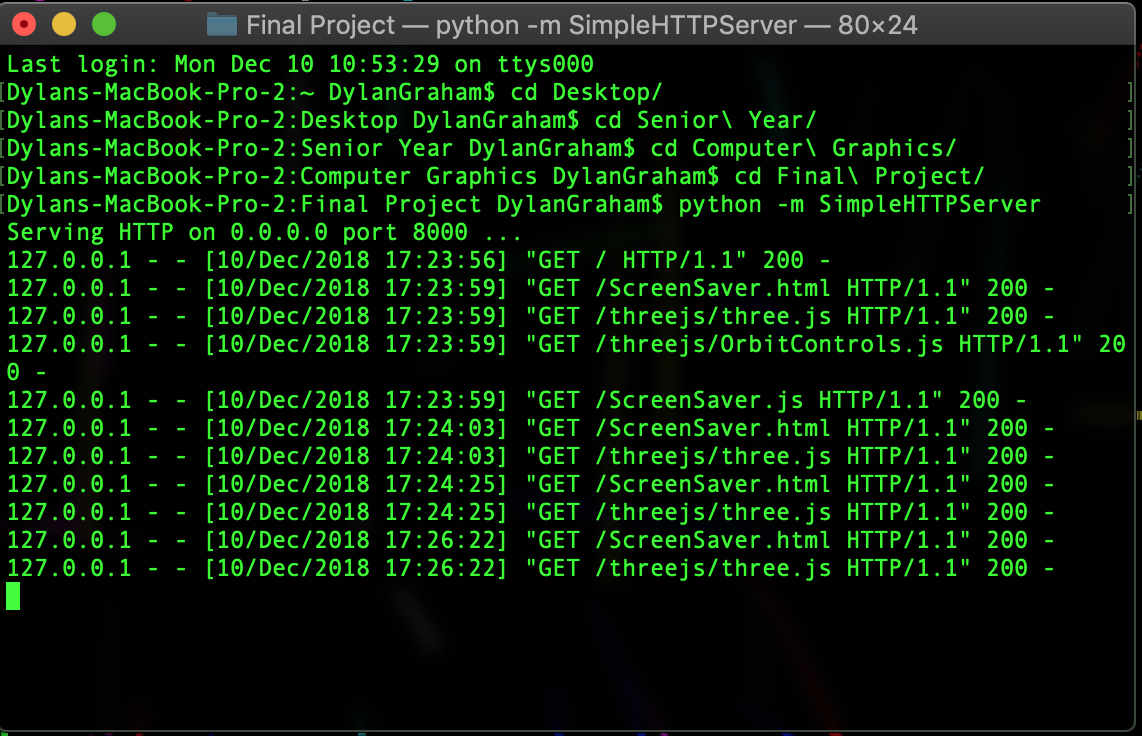 Final Project — python -m SimpleHTTPServer — 80×24
Last login: Mon Dec 10 10:53:29 on ttys000
[Dylans-MacBook-Pro-2:~ DylanGraham$ cd Desktop/ ]
[Dylans-MacBook-Pro-2:Desktop DylanGraham$ cd Senior\ Year/ ]
[Dylans-MacBook-Pro-2:Senior Year DylanGraham$ cd Computer\ Graphics/ ]
[Dylans-MacBook-Pro-2:Computer Graphics DylanGraham$ cd Final\ Project/ ]
[Dylans-MacBook-Pro-2:Final Project DylanGraham$ python -m SimpleHTTPServer ]
Serving HTTP on 0.0.0.0 port 8000 ...
127.0.0.1 - - [10/Dec/2018 17:23:56] "GET / HTTP/1.1" 200 -
127.0.0.1 - - [10/Dec/2018 17:23:59] "GET /ScreenSaver.html HTTP/1.1" 200 -
127.0.0.1 - - [10/Dec/2018 17:23:59] "GET /threejs/three.js HTTP/1.1" 200 -
127.0.0.1 - - [10/Dec/2018 17:23:59] "GET /threejs/OrbitControls.js HTTP/1.1" 20
0 -
127.0.0.1 - - [10/Dec/2018 17:23:59] "GET /ScreenSaver.js HTTP/1.1" 200 -
127.0.0.1 - - [10/Dec/2018 17:24:03] "GET /ScreenSaver.html HTTP/1.1" 200 -
127.0.0.1 - - [10/Dec/2018 17:24:03] "GET /threejs/three.js HTTP/1.1" 200 -
127.0.0.1 - - [10/Dec/2018 17:24:25] "GET /ScreenSaver.html HTTP/1.1" 200 -
127.0.0.1 - - [10/Dec/2018 17:24:25] "GET /threejs/three.js HTTP/1.1" 200 -
127.0.0.1 - - [10/Dec/2018 17:26:22] "GET /ScreenSaver.html HTTP/1.1" 200 -
127.0.0.1 - - [10/Dec/2018 17:26:22] "GET /threejs/three.js HTTP/1.1" 200 -